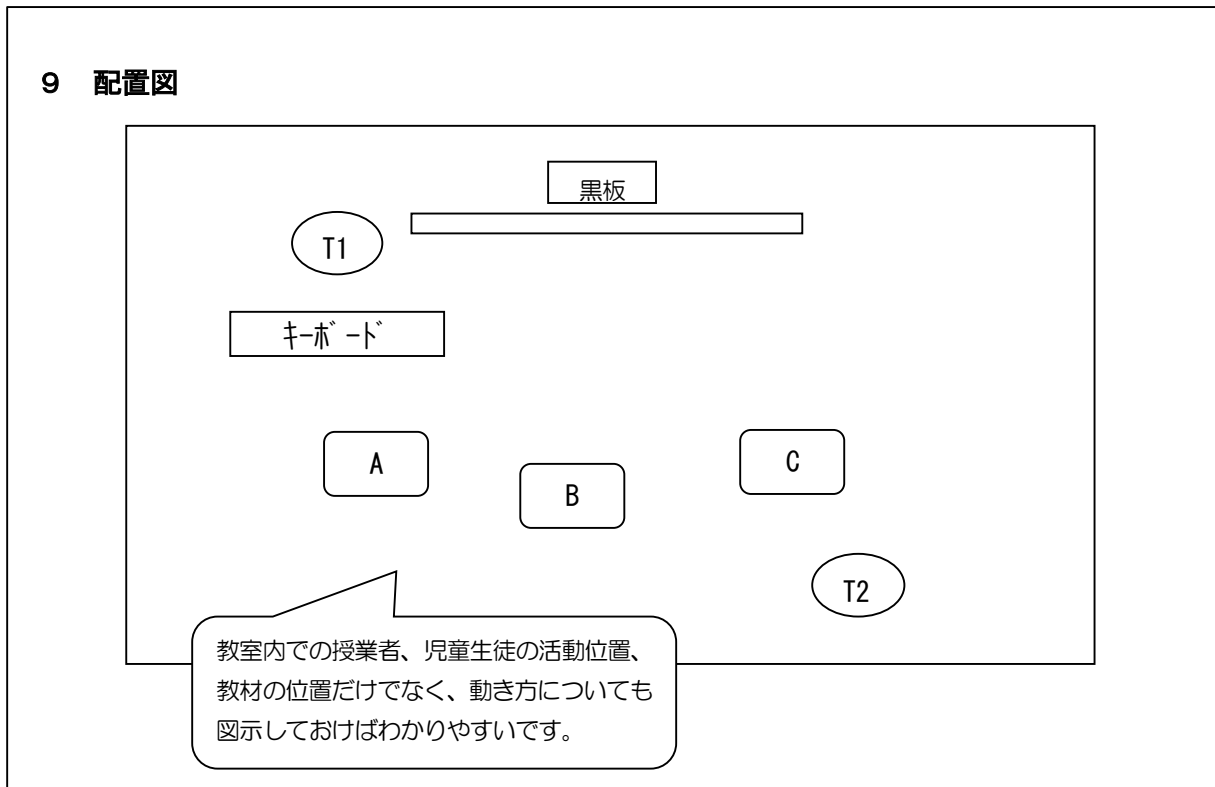 ９　配置図
黒板
T1
ｷｰﾎﾞｰﾄﾞ
A
B
C
T2
教室内での授業者、児童生徒の活動位置、
教材の位置だけでなく、動き方についても
図示しておけばわかりやすいです。